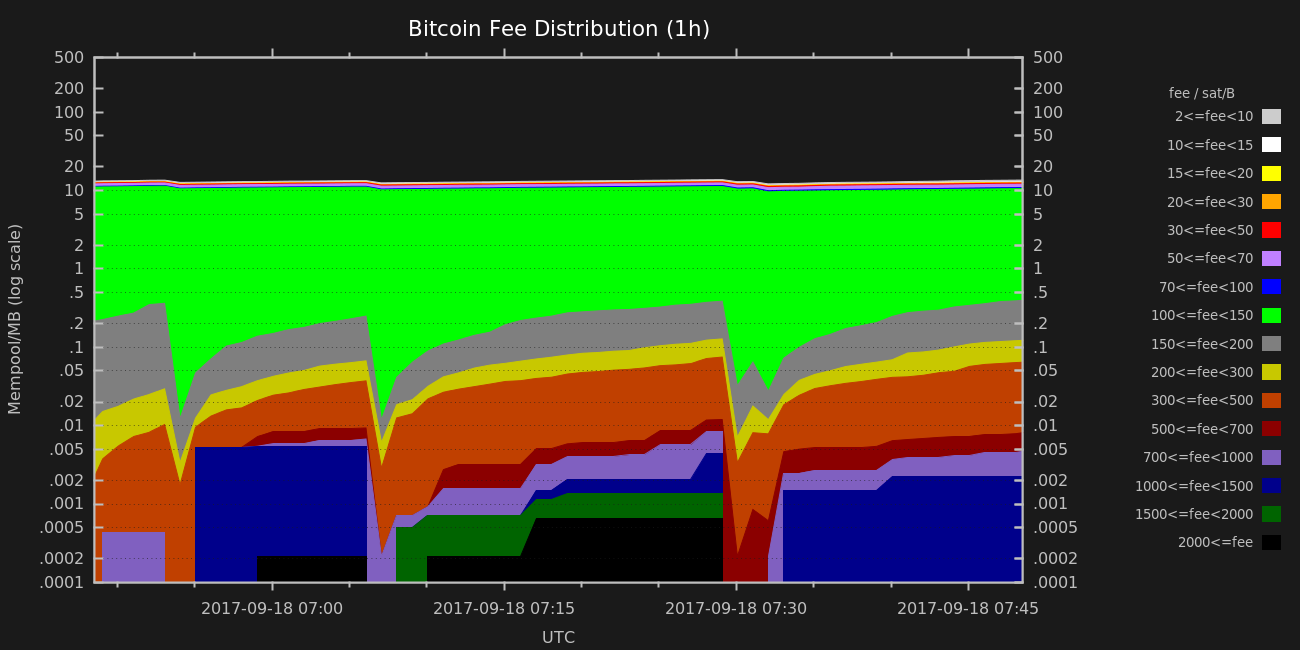 Bitcoin Fee Distribution (1h)
Mempool/MB (log scale)
500
200
100
50
20
10
5
2
1
.5
.2
.1
.05
.02
.01
.005
.002
.001
.0005
.0002
.0001
500
200
100
50
20
10
5
2
1
.5
.2
.1
.05
.02
.01
.005
.002
.001
.0005
.0002
.0001
2017-09-18 07:00
2017-09-18 07:15
2017-09-18 07:30
2017-09-18 07:45
UTC
fee / sat/B
2<=fee<10
10<=fee<15
15<=fee<20
20<=fee<30
30<=fee<50
50<=fee<70
70<=fee<100
100<=fee<150
150<=fee<200
200<=fee<300
300<=fee<500
500<=fee<700
700<=fee<1000
1000<=fee<1500
1500<=fee<2000
2000<=fee